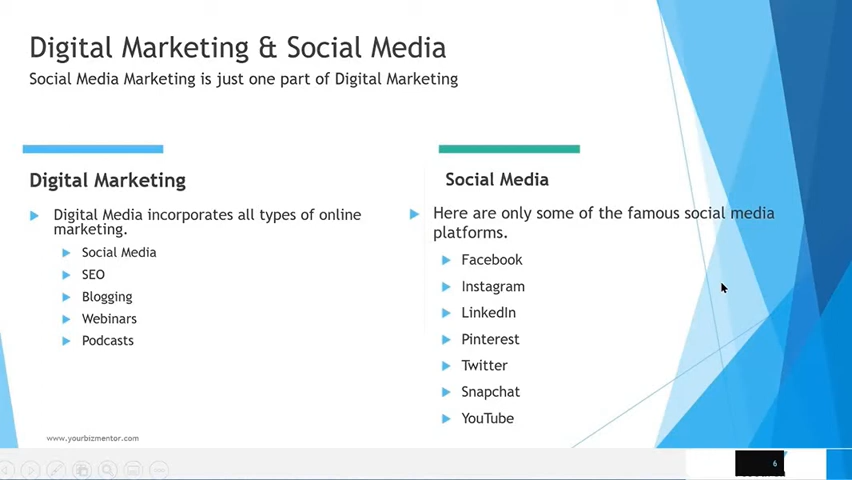 Digital Marketing & Social Media
Social Media Marketing is just one part of Digital Marketing
Digital Marketing
Digital Media incorporates all types of online
marketing.
Social Media
SEO
Blogging
Webinars
Podcasts
Social Media
Here are only some of the famous social media
platforms.
Facebook
Instagram
LinkedIn
Pinterest
Twitter
Snapchat
YouTube
www.yourbizmentor.com
6